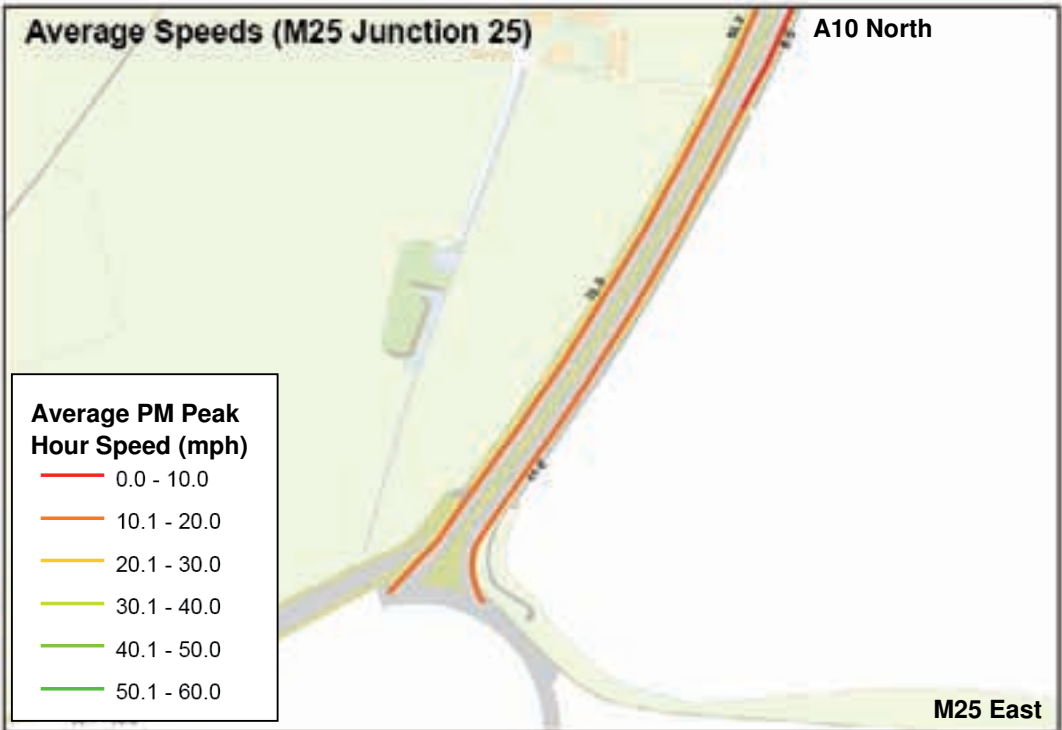 Average Speeds (M25 Junction 25)
A10 North
Average PM Peak
Hour Speed (mph)
0.0 - 10.0
10.1 - 20.0
20.1 - 30.0
30.1 - 40.0
40.1 - 50.0
50.1 - 60.0
M25 East